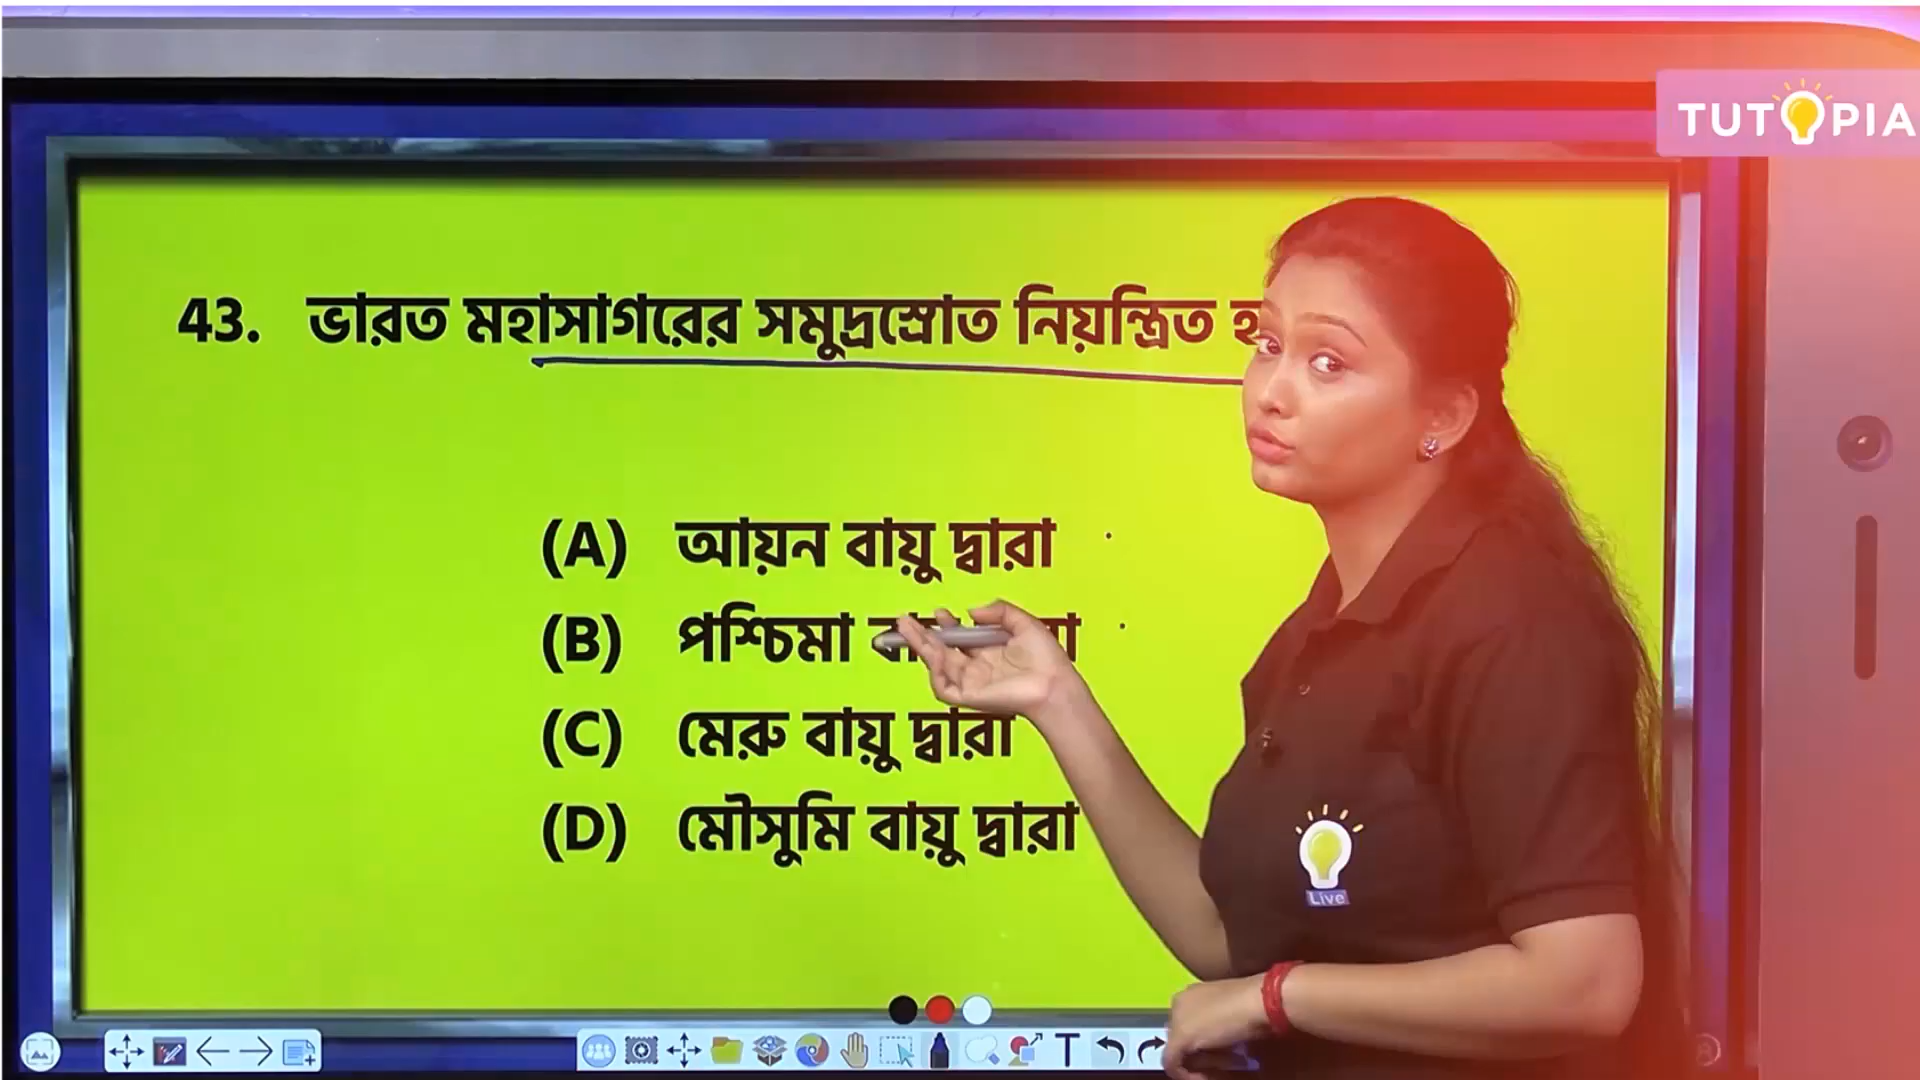 TUTOPIA
43. ভারত মহাসাগরের সমুদ্রস্রোত নিয়ন্ত্রিত
(A) আয়ন বায়ু দ্বারা
(B) পশ্চিমা
(C) মেরু বায়ু দ্বারা
(D) মৌসুমি বায়ু দ্বারা
Live
T